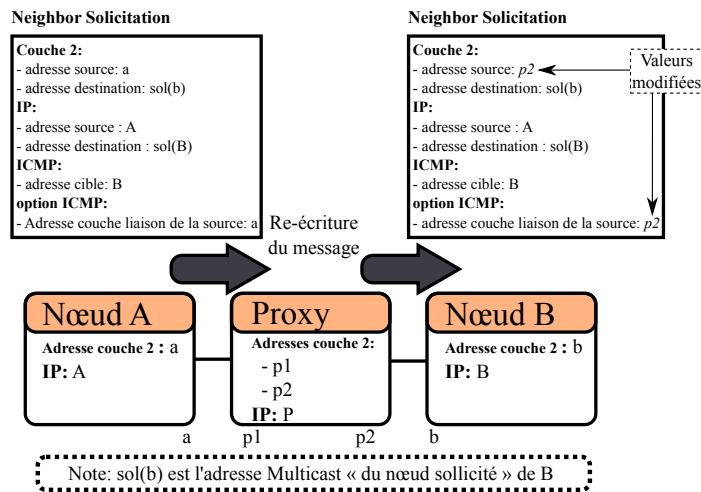 Neighbor Solicitation
Couche 2:
- adresse source: a
- adresse destination: sol(b)
IP:
- adresse source : A
- adresse destination : sol(B)
ICMP:
- adresse cible: B
option ICMP:
- Adresse couche liaison de la source: a
Neighbor Solicitation
Couche 2:
- adresse source: p2
- adresse destination: sol(b)
IP:
- adresse source : A
- adresse destination : sol(B)
ICMP:
- adresse cible: B
option ICMP:
- adresse couche liaison de la source: p2
Valeurs
modifiées
Re-écriture
du message
Nœud A
Adresse couche 2 : a
IP: A
Proxy
Adresses couche 2:
- p1
- p2
IP: P
Nœud B
Adresse couche 2 : b
IP: B
a
p1
p2
b
Note: sol(b) est l'adresse Multicast « du nœud sollicité » de B